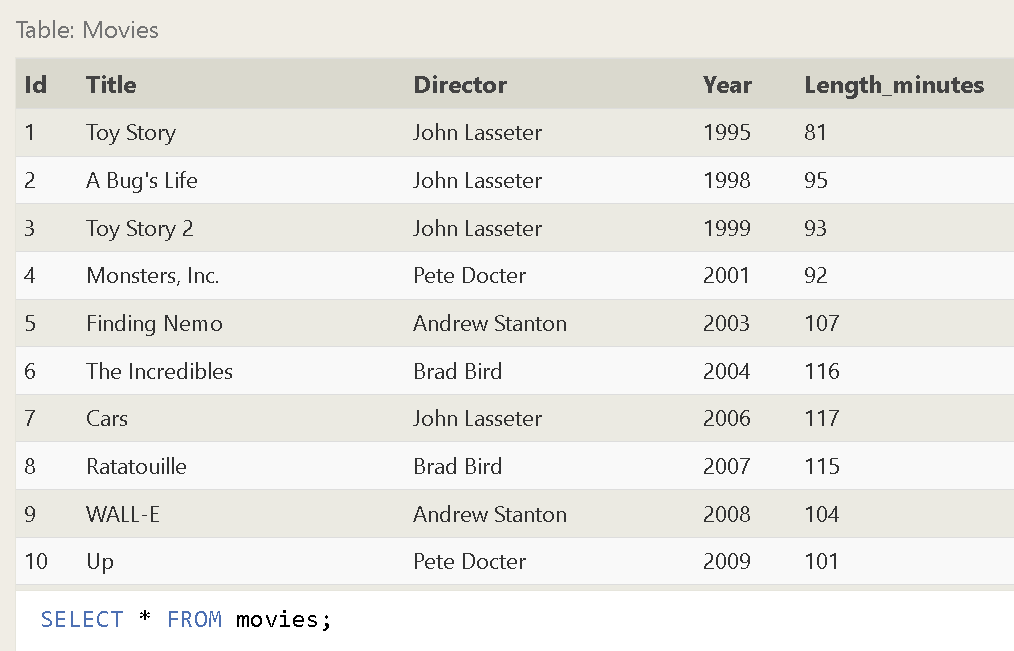 Table: Movies
Id Title Director Year Length_minutes
1 Toy Story John Lasseter 1995 81
2 A Bug's Life John Lasseter 1998 95
3 Toy Story 2 John Lasseter 1999 93
4 Monsters, Inc. Pete Docter 2001 92
5 Finding Nemo Andrew Stanton 2003 107
6 The Incredibles Brad Bird 2004 116
7 Cars John Lasseter 2006 117
8 Ratatouille Brad Bird 2007 115
9 WALL-E Andrew Stanton 2008 104
10 Up Pete Docter 2009 101
SELECT * FROM movies;